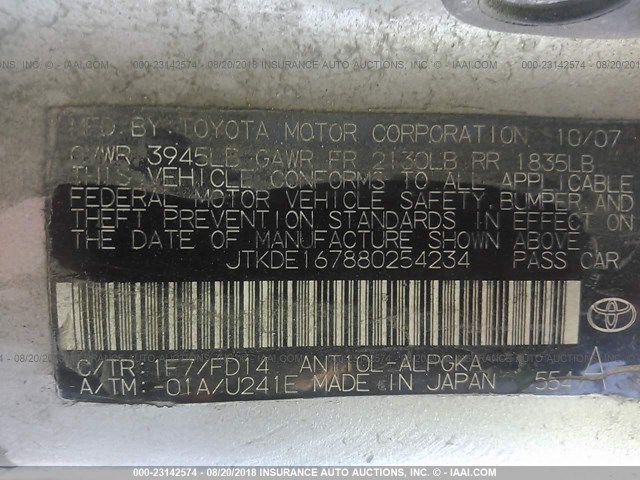 000-23142574 - 08/20/2018 INSURANCE AUTO AUCTIONS - © - IAAI.COM
MFD. BY TOYOTA MOTOR CORPORATION 10/07
GVWR 3945LB GAWR FR 2130LB RR 1835LB
THIS VEHICLE CONFORMS TO ALL APPLICABLE
FEDERAL MOTOR VEHICLE SAFETY, BUMPER, AND
THEFT PREVENTION STANDARDS IN EFFECT ON
THE DATE OF MANUFACTURE SHOWN ABOVE.
JTKDE167880254234 PASS CAR
C/TR: 1F7/FD14 ANT10L-ALPGKA
A/TM: -01A/U241E MADE IN JAPAN 554
000-23142574 - 08/20/2018 INSURANCE AUTO AUCTIONS - © - IAAI.COM